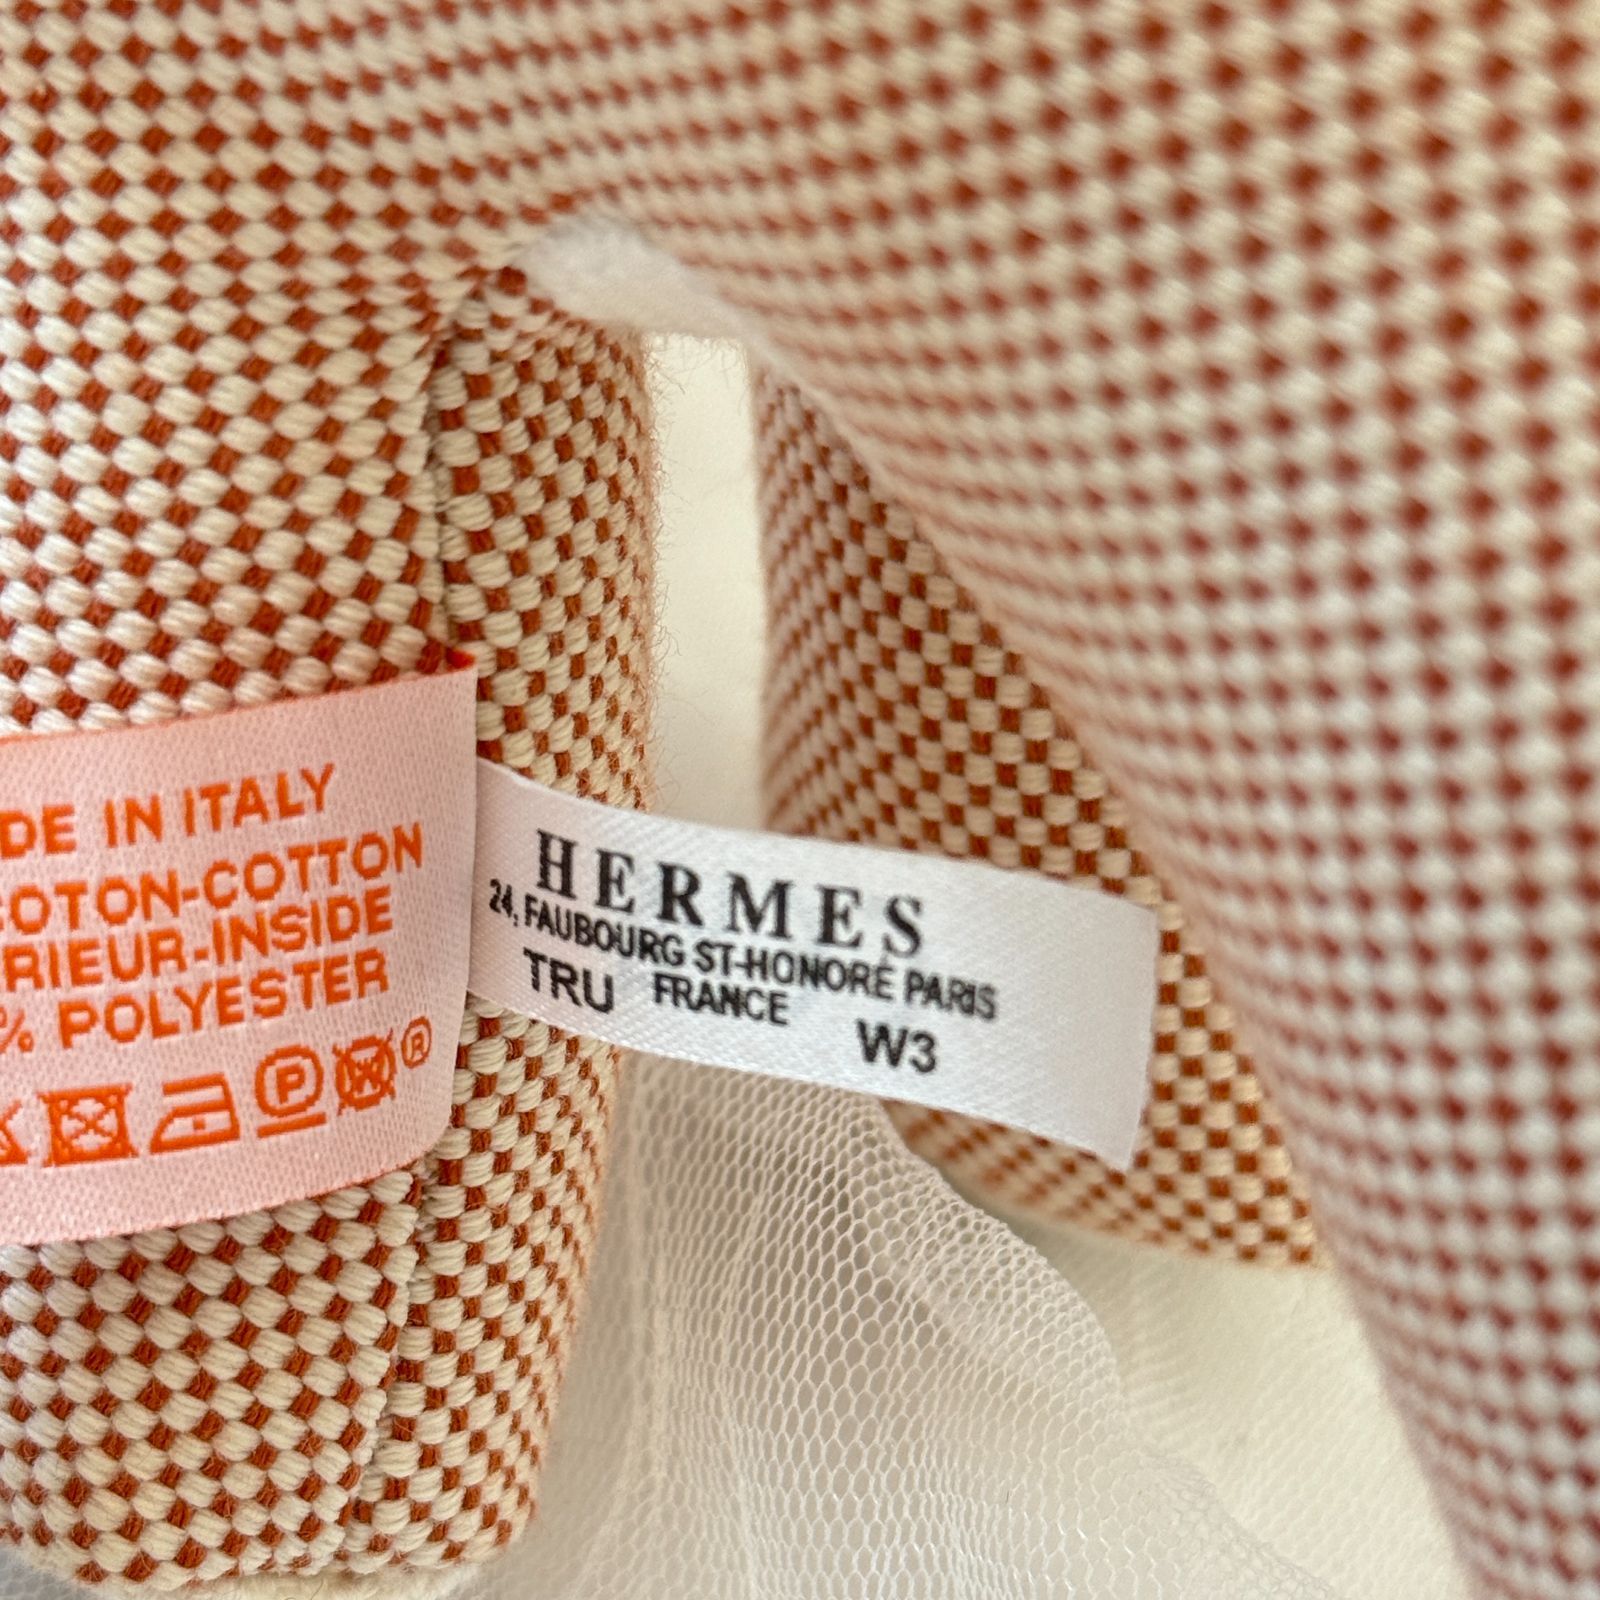 DE IN ITALY
COTON-COTTON
RIEUR-INSIDE
% POLYESTER
P
W
®
HERMES
24, FAUBOURG ST-HONORÉ PARIS
TRU FRANCE W3